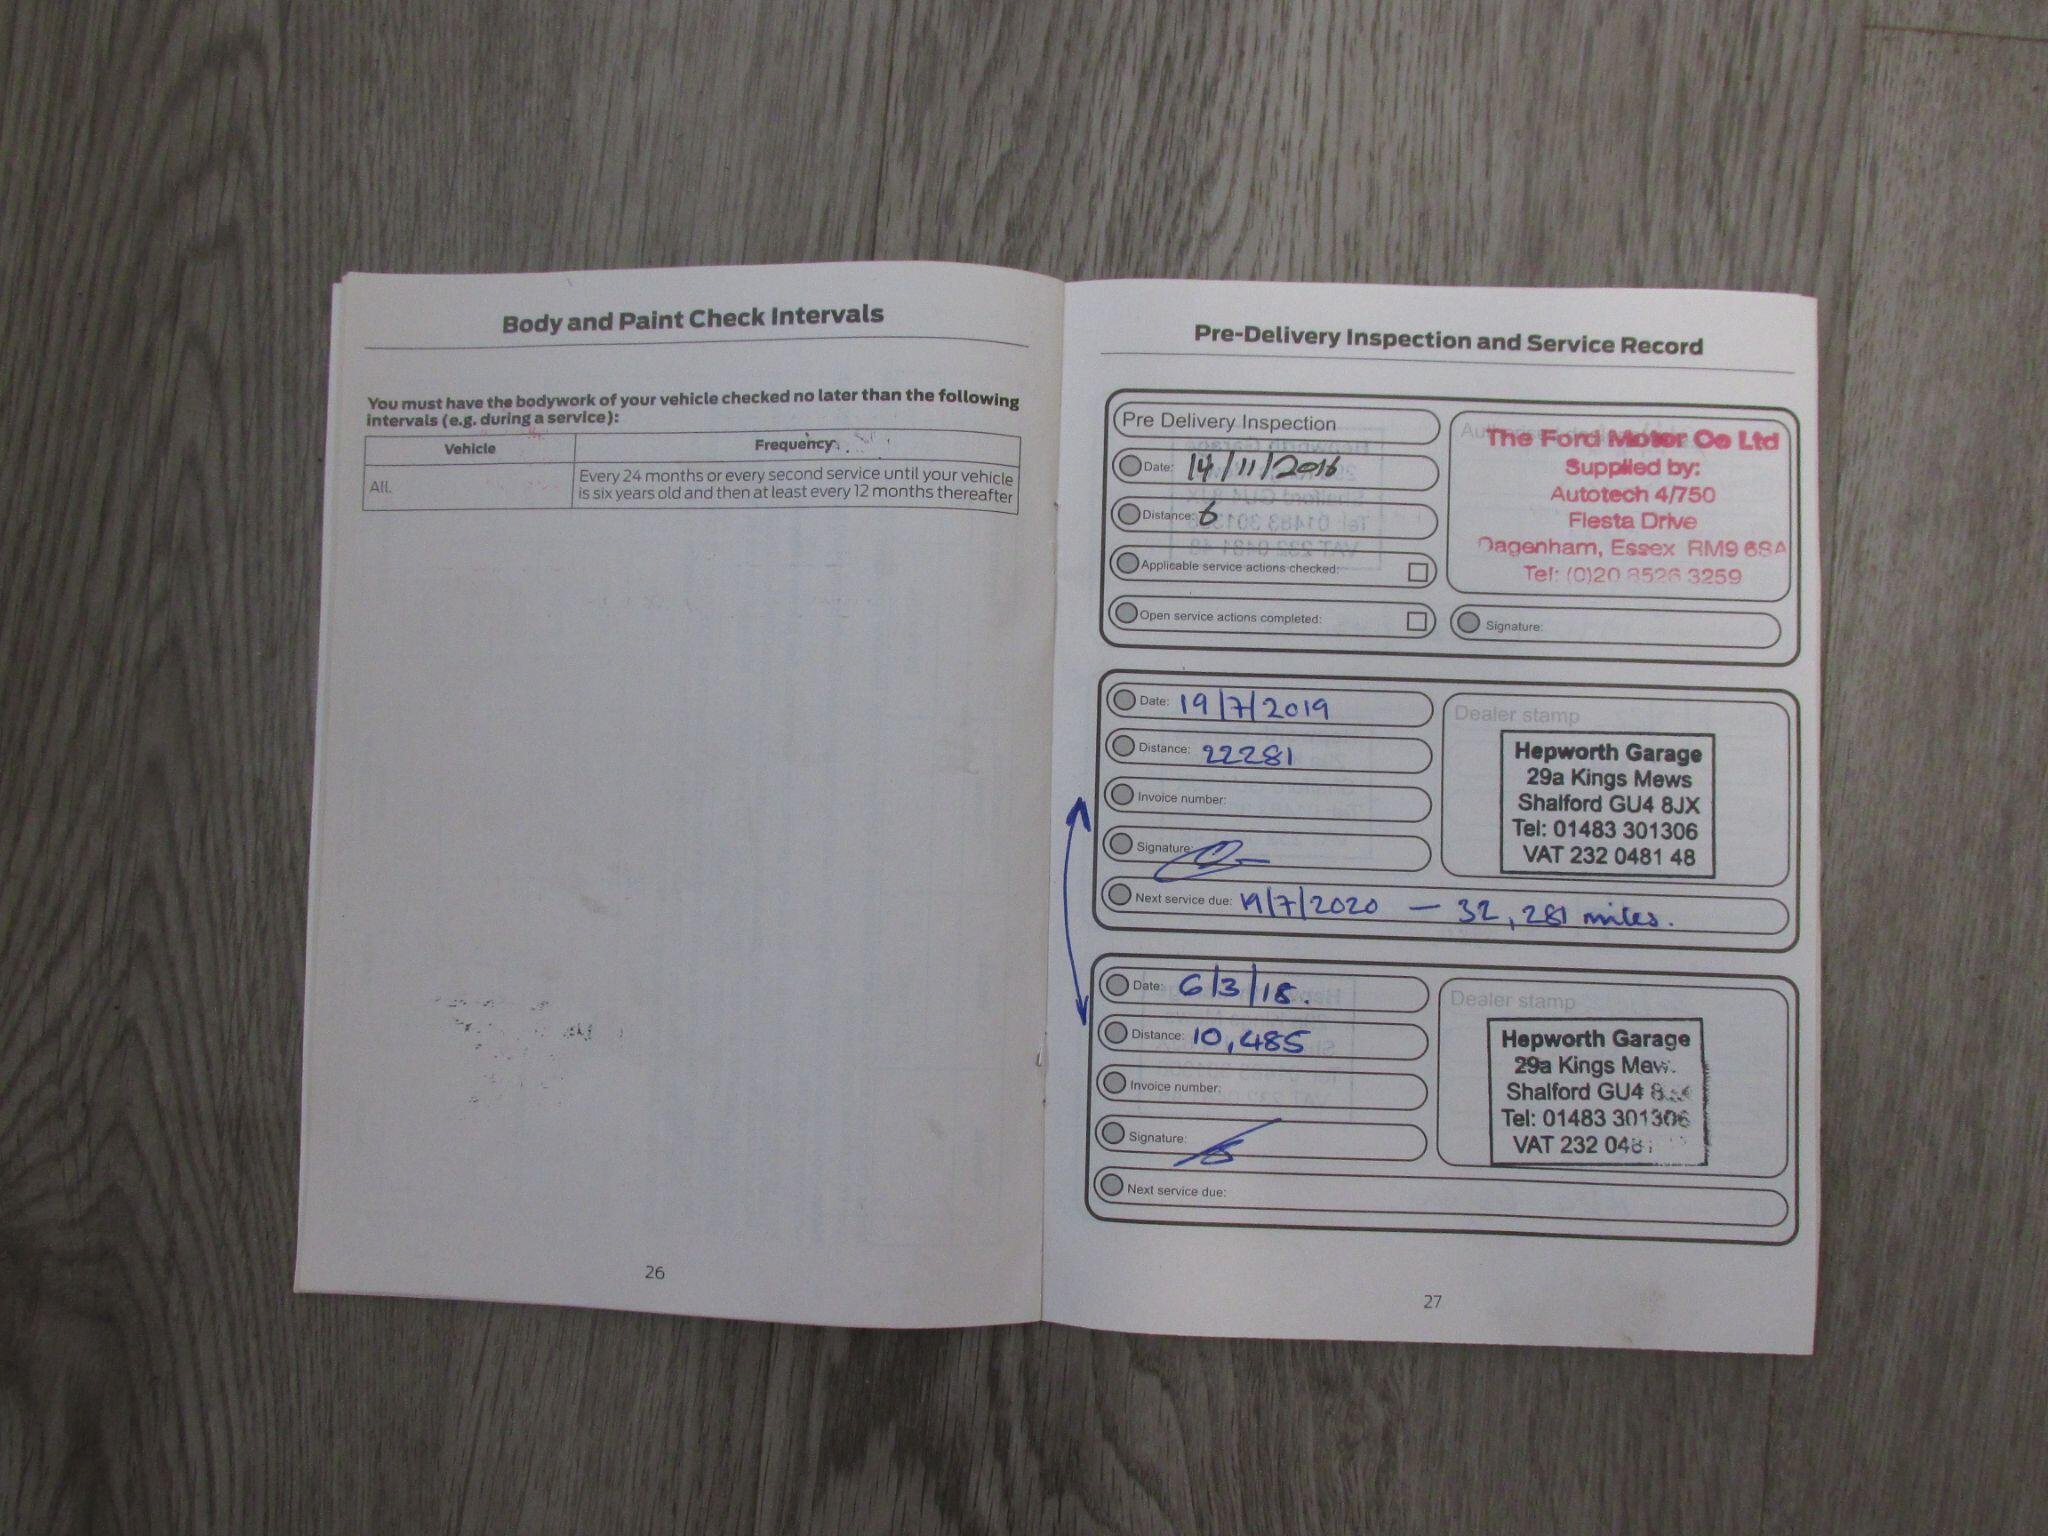 Body and Paint Check Intervals
You must have the bodywork of your vehicle checked no later than the following
intervals (e.g. during a service):
Vehicle
Frequency
All.
Every 24 months or every second service until your vehicle
is six years old and then at least every 12 months thereafter
26
Pre-Delivery Inspection and Service Record
Pre Delivery Inspection
Date: 14/11/2016
Distance: 6
Applicable service actions checked:
Open service actions completed:
The Ford Motor Co Ltd
Supplied by:
Autotech 4/750
Fiesta Drive
Dagenham, Essex RM9 6SA
Tel: (0)20 8526 3259
Signature:
Date: 19/7/2019
Distance: 22281
Invoice number:
Signature:
Next service due: 19/7/2020 — 32,281 miles.
Dealer stamp
Hepworth Garage
29a Kings Mews
Shalford GU4 8JX
Tel: 01483 301306
VAT 232 0481 48
Date: 6/3/18.
Distance: 10,485
Invoice number:
Signature:
Next service due:
Dealer stamp
Hepworth Garage
29a Kings
Shalford GU4
Tel: 01483 301306
VAT 232
27